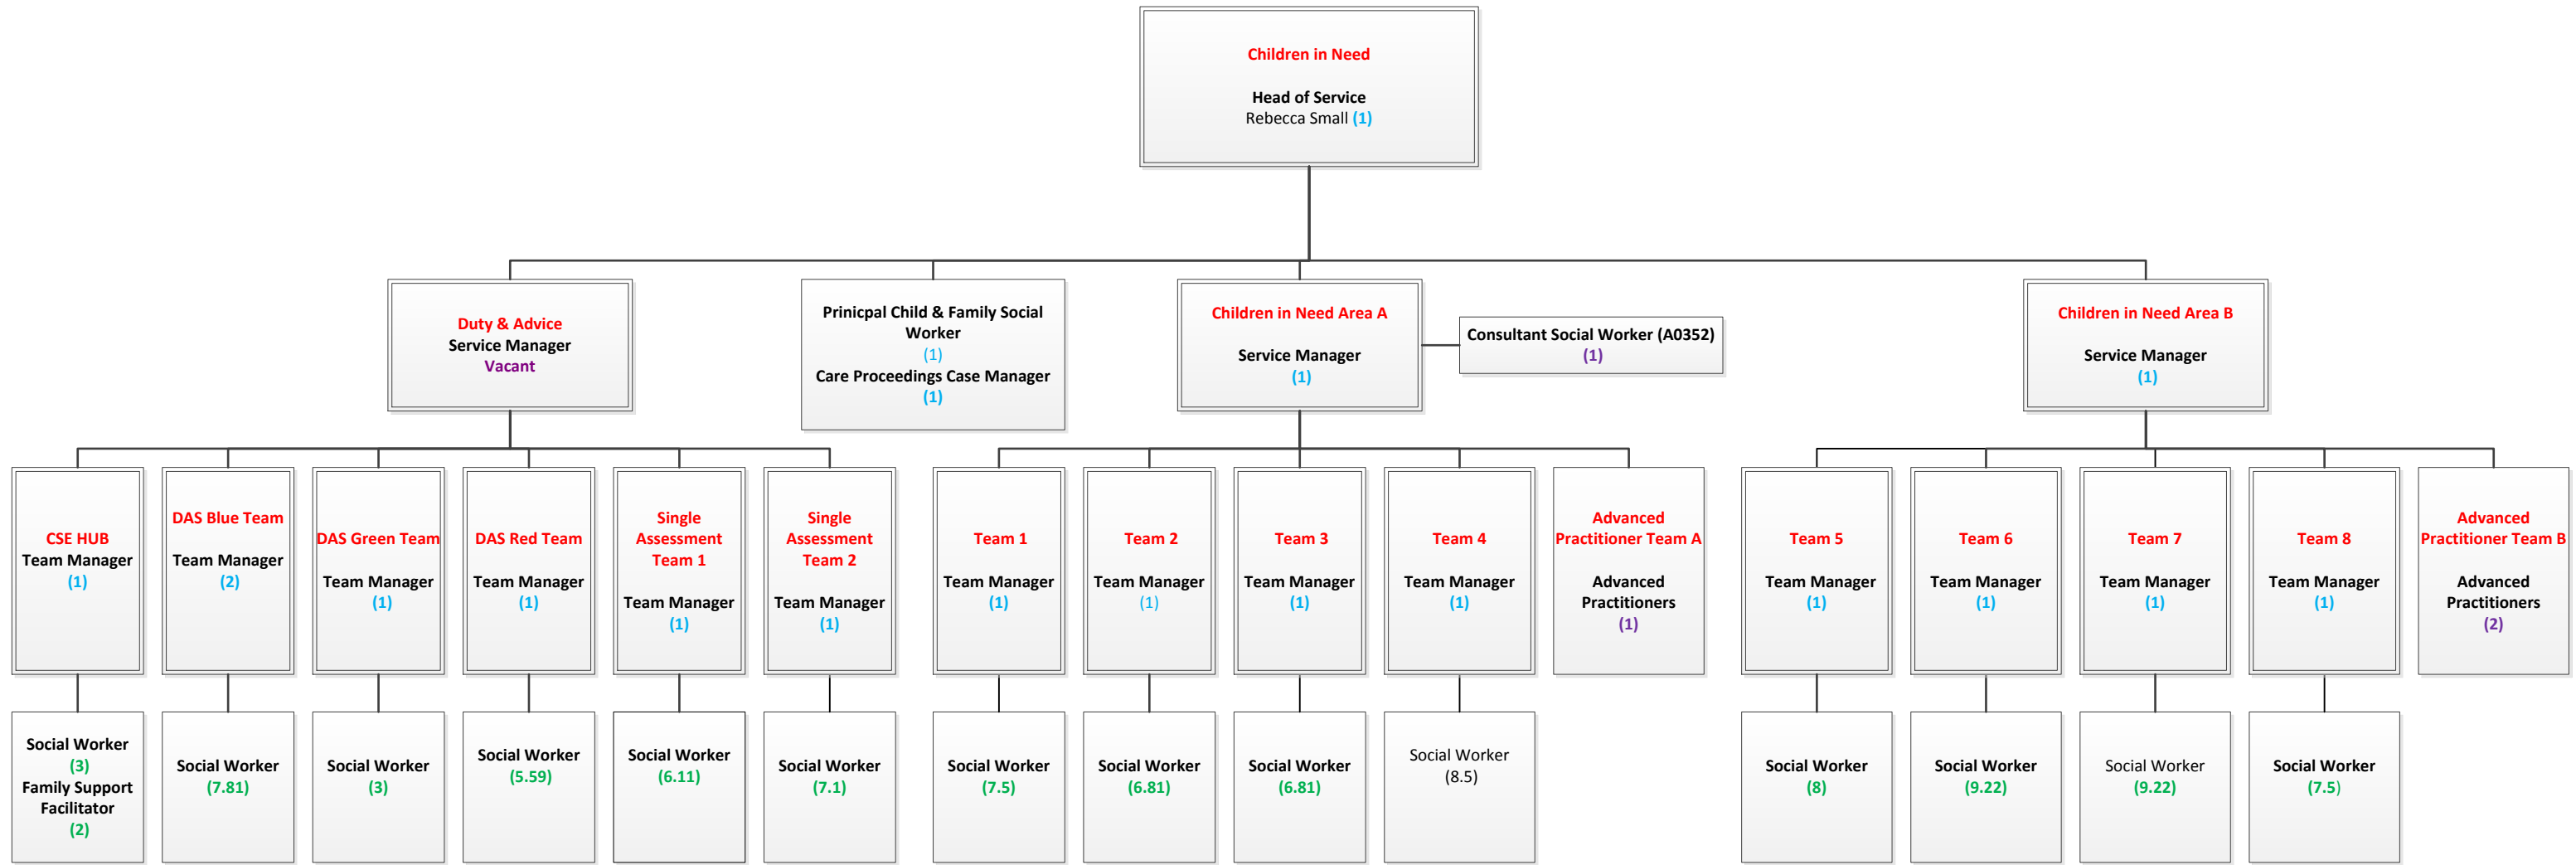 Children in Need
Head of Service
Rebecca Small (1)
Duty & Advice
Service Manager
Vacant
Prinicpal Child & Family Social
Worker
(1)
Care Proceedings Case Manager
(1)
Children in Need Area A
Service Manager
(1)
Consultant Social Worker (A0352)
(1)
Children in Need Area B
Service Manager
(1)
CSE HUB
Team Manager
(1)
DAS Blue Team
Team Manager
(2)
DAS Green Team
Team Manager
(1)
DAS Red Team
Team Manager
(1)
Single
Assessment
Team 1
Team Manager
(1)
Single
Assessment
Team 2
Team Manager
(1)
Team 1
Team Manager
(1)
Team 2
Team Manager
(1)
Team 3
Team Manager
(1)
Team 4
Team Manager
(1)
Advanced
Practitioner Team A
Advanced
Practitioners
(1)
Team 5
Team Manager
(1)
Team 6
Team Manager
(1)
Team 7
Team Manager
(1)
Team 8
Team Manager
(1)
Advanced
Practitioner Team B
Advanced
Practitioners
(2)
Social Worker
(3)
Family Support
Facilitator
(2)
Social Worker
(7.81)
Social Worker
(3)
Social Worker
(5.59)
Social Worker
(6.11)
Social Worker
(7.1)
Social Worker
(7.5)
Social Worker
(6.81)
Social Worker
(6.81)
Social Worker
(8.5)
Social Worker
(8)
Social Worker
(9.22)
Social Worker
(9.22)
Social Worker
(7.5)